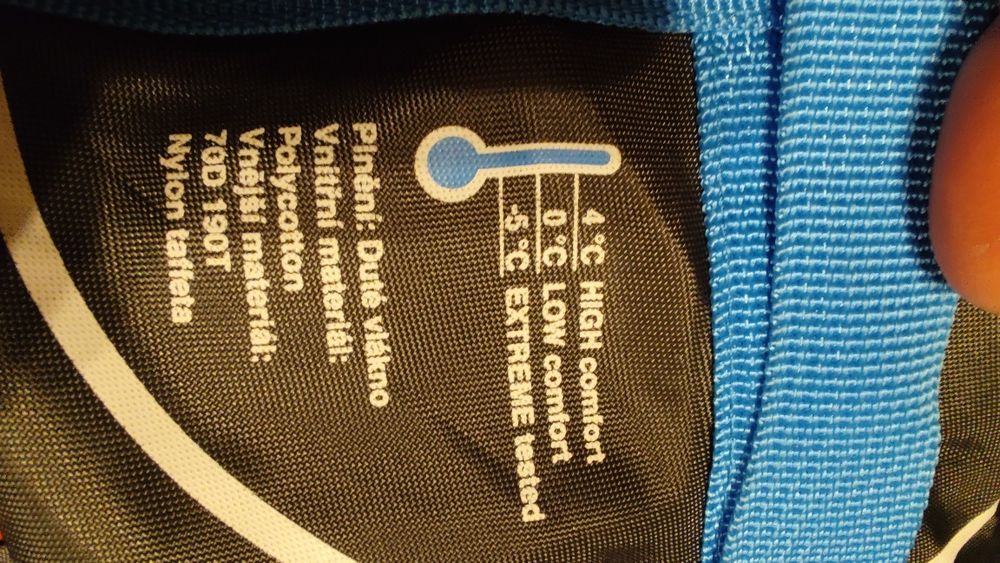 4 °C HIGH comfort
0 °C LOW comfort
-5 °C EXTREME tested
Plnění: Duté vlákno
Vnitřní materiál:
Polycotton
Vnější materiál:
70D 190T
Nylon taffeta